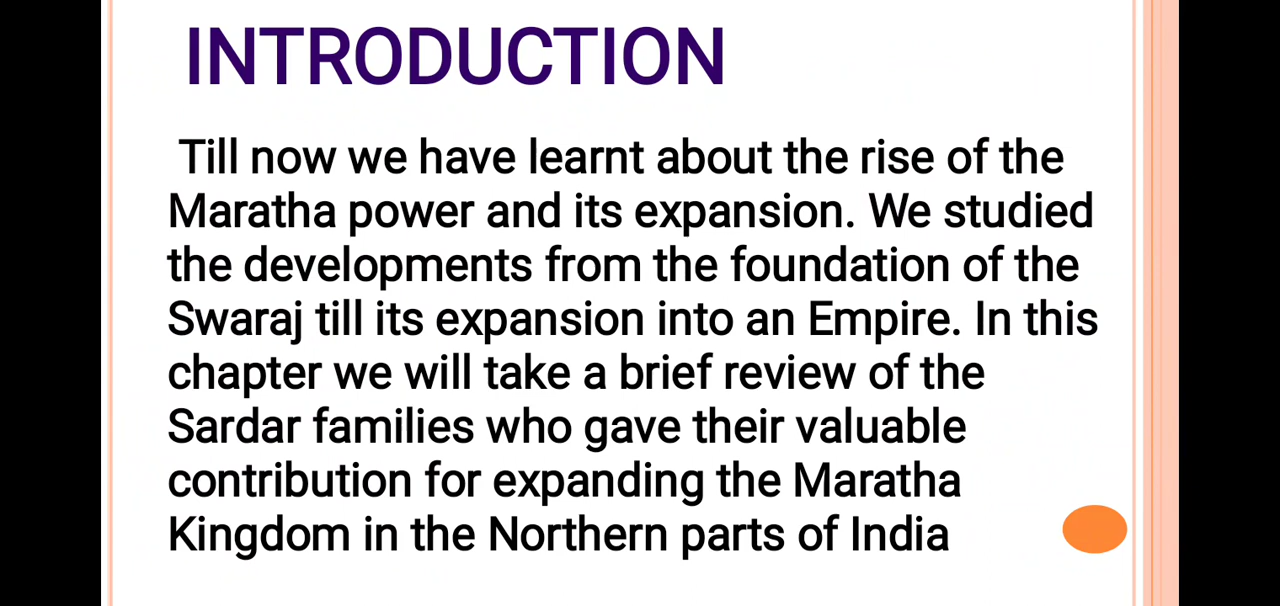 INTRODUCTION
Till now we have learnt about the rise of the
Maratha power and its expansion. We studied
the developments from the foundation of the
Swaraj till its expansion into an Empire. In this
chapter we will take a brief review of the
Sardar families who gave their valuable
contribution for expanding the Maratha
Kingdom in the Northern parts of India